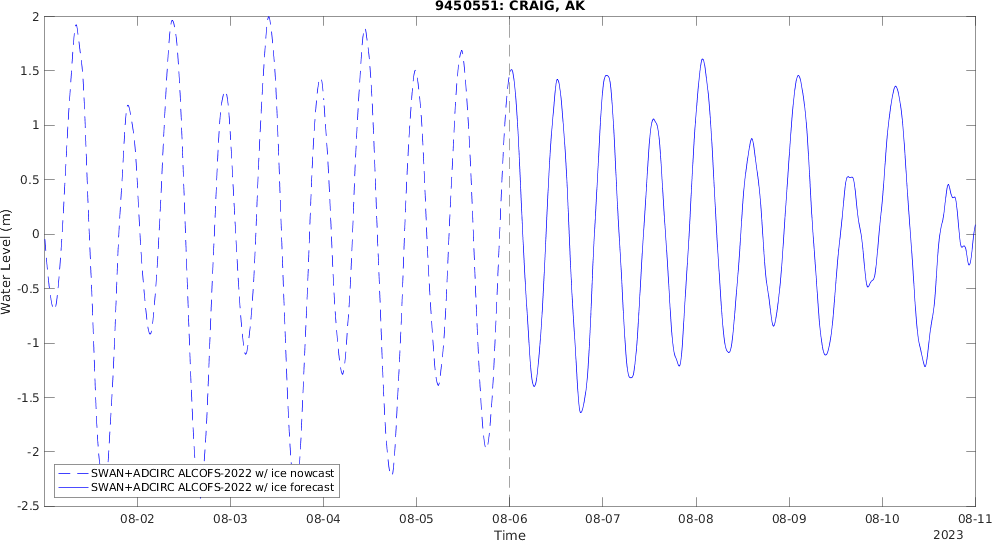 9450551: CRAIG, AK
2
1.5
1
0.5
0
-0.5
-1
-1.5
-2
-2.5
Water Level (m)
SWAN+ADCIRC ALCOFS-2022 w/ ice nowcast
SWAN+ADCIRC ALCOFS-2022 w/ ice forecast
08-02 08-03 08-04 08-05 08-06 08-07 08-08 08-09 08-10 08-11
Time
2023